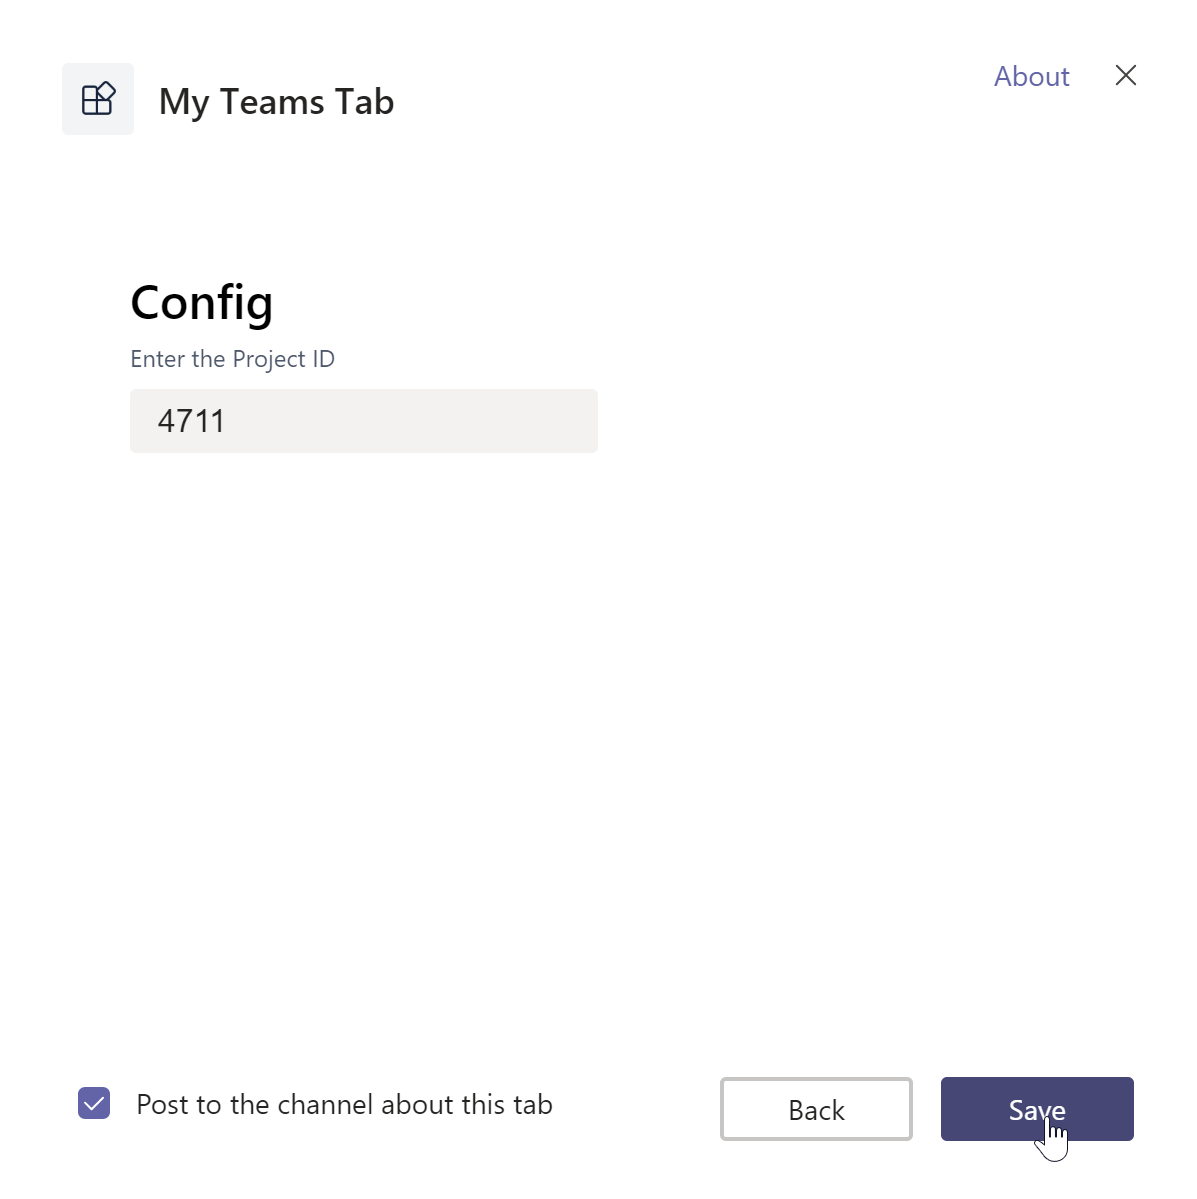 My Teams Tab
About
Config
Enter the Project ID
4711
Post to the channel about this tab
Back
Save